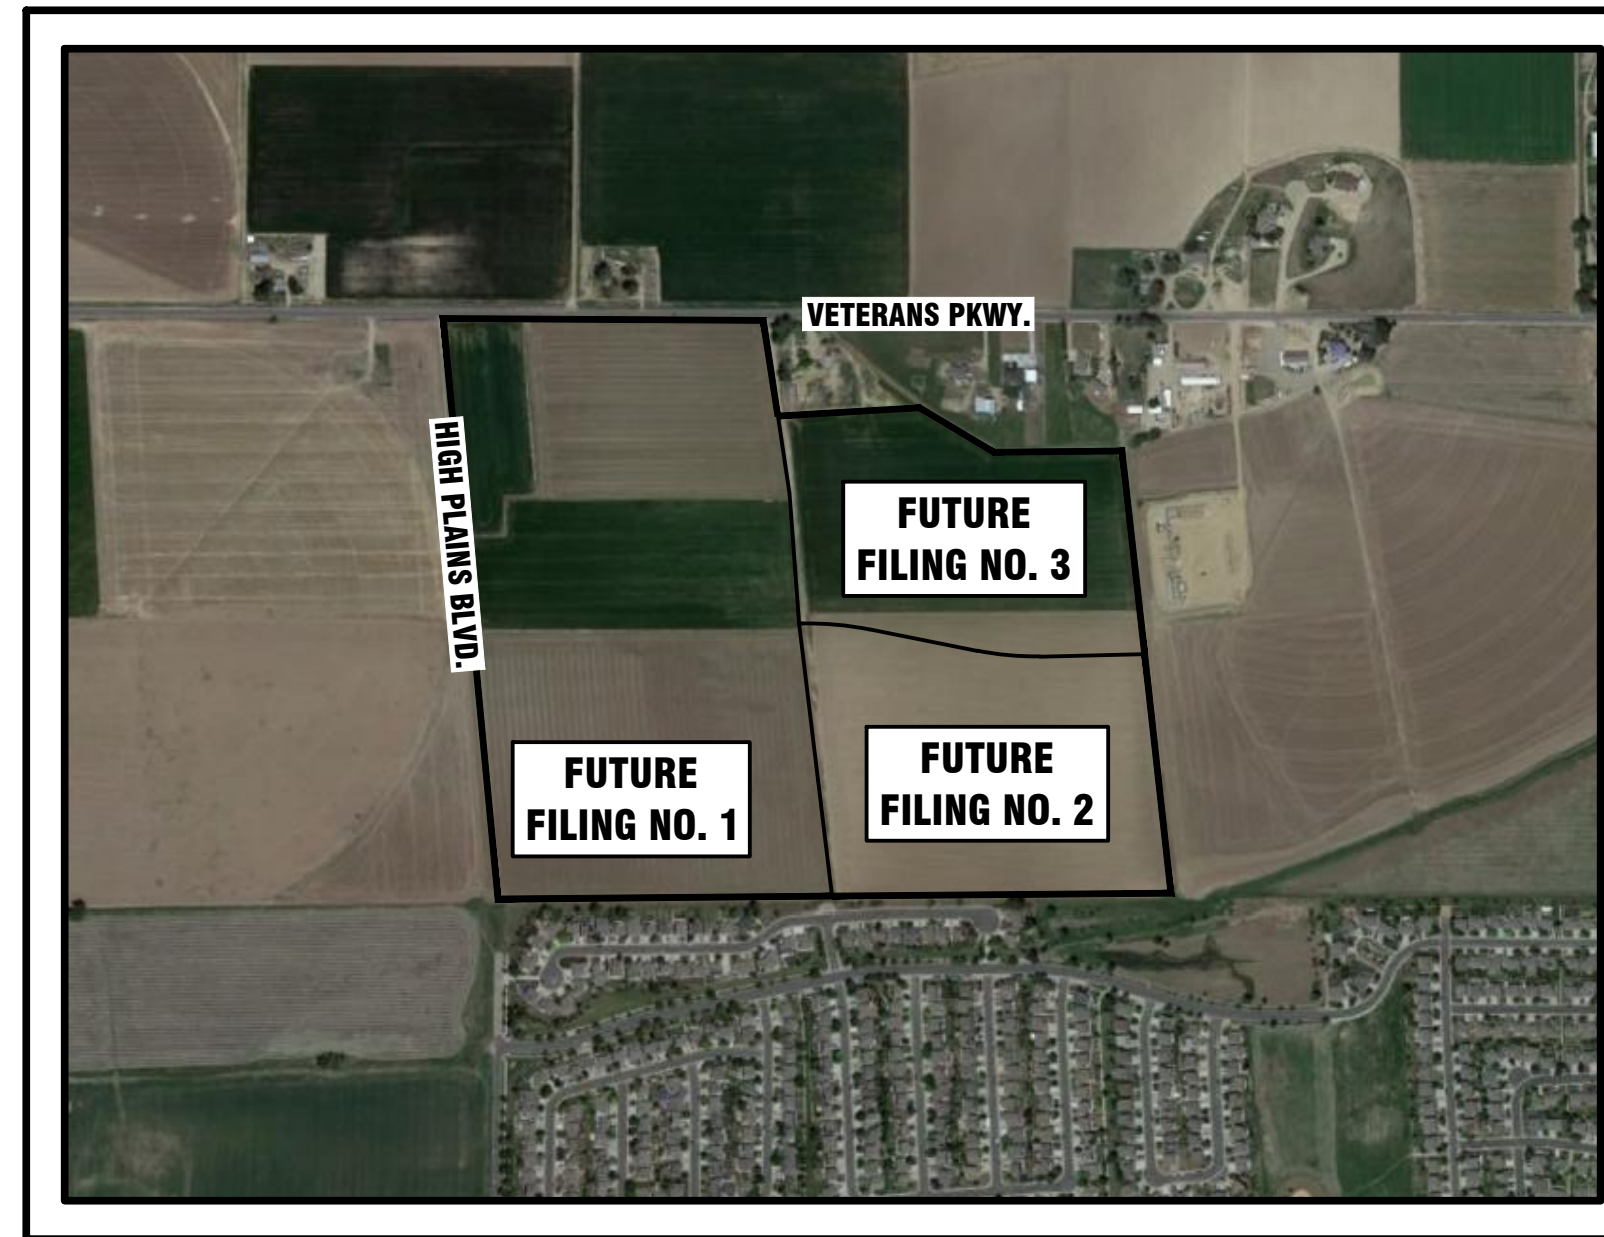 VETERANS PKWY.
HIGH PLAINS BLVD.
FUTURE
FILING NO. 3
FUTURE
FILING NO. 1
FUTURE
FILING NO. 2